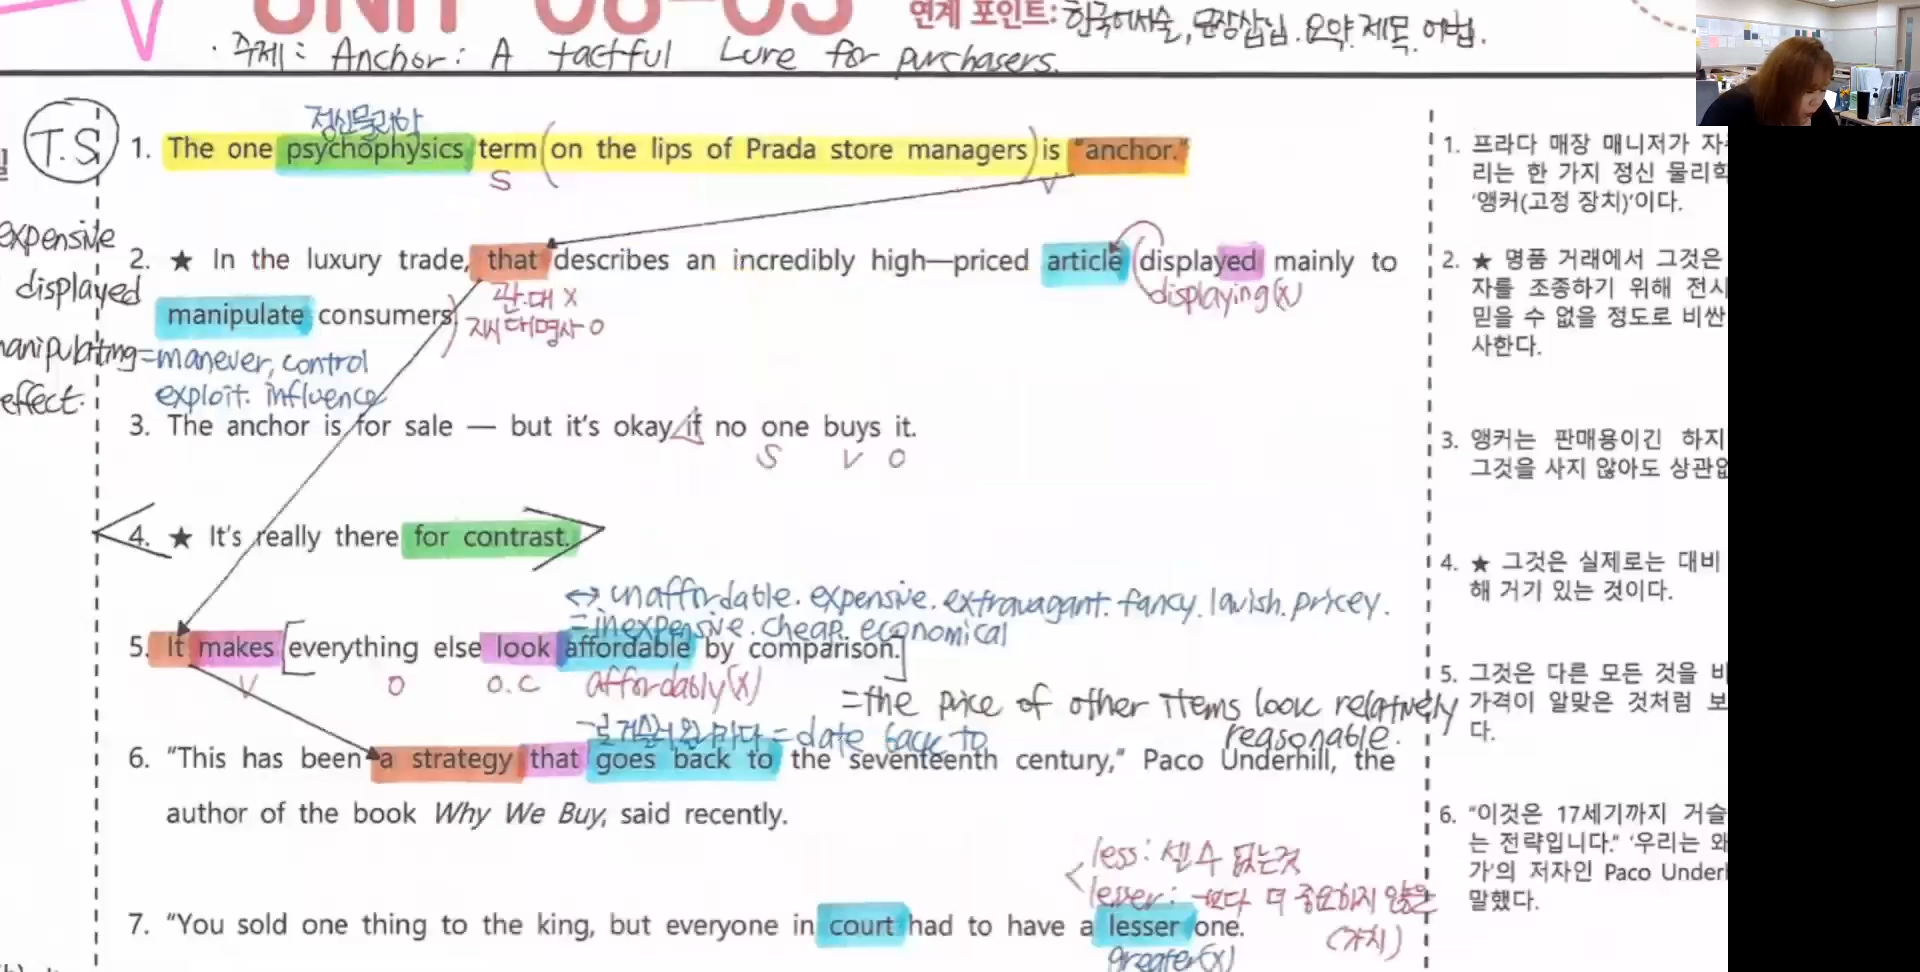 UNIT 08-03
연계 포인트: 한국어서술, 문장삽입. 요약. 제목. 어법.
· 주제: Anchor: A tactful Lure for purchasers.
T.S
정신물리학
1. The one psychophysics term (on the lips of Prada store managers) is "anchor."
S V
expensive
displayed
manipulating
effect.
2. ★ In the luxury trade, that describes an incredibly high—priced article (displayed mainly to
관.대 X
displaying(x)
manipulate consumers)
지시대명사 O
=manever, control
exploit. influence
3. The anchor is for sale — but it's okay if no one buys it.
S V O
4. ★ It's really there for contrast.
↔ unaffordable. expensive. extravagant. fancy. lavish. pricey.
=inexpensive. cheap. economical
5. It makes [everything else look affordable by comparison.]
V O O.C affordably(x)
=the price of other items look relatively
reasonable.
=date back to
6. "This has been a strategy that goes back to the seventeenth century," Paco Underhill, the
author of the book Why We Buy, said recently.
less: 셀 수 없는것
lesser: ~보다 더 중요하지 않은
(가치)
7. "You sold one thing to the king, but everyone in court had to have a lesser one.
greater(x)
1. 프라다 매장 매니저가
리는 한 가지 정신 물리학
'앵커(고정 장치)'이다.
2. ★ 명품 거래에서 그것은
자를 조종하기 위해 전시
믿을 수 없을 정도로 비싼
사한다.
3. 앵커는 판매용이긴 하지
그것을 사지 않아도
4. ★ 그것은 실제로는 대비
해 거기 있는 것이다.
5. 그것은 다른 모든 것을
가격이 알맞은 것처럼 보
다.
6. "이것은 17세기까지 거슬
는 전략입니다." '우리는
가'의 저자인 Paco Underhill
말했다.